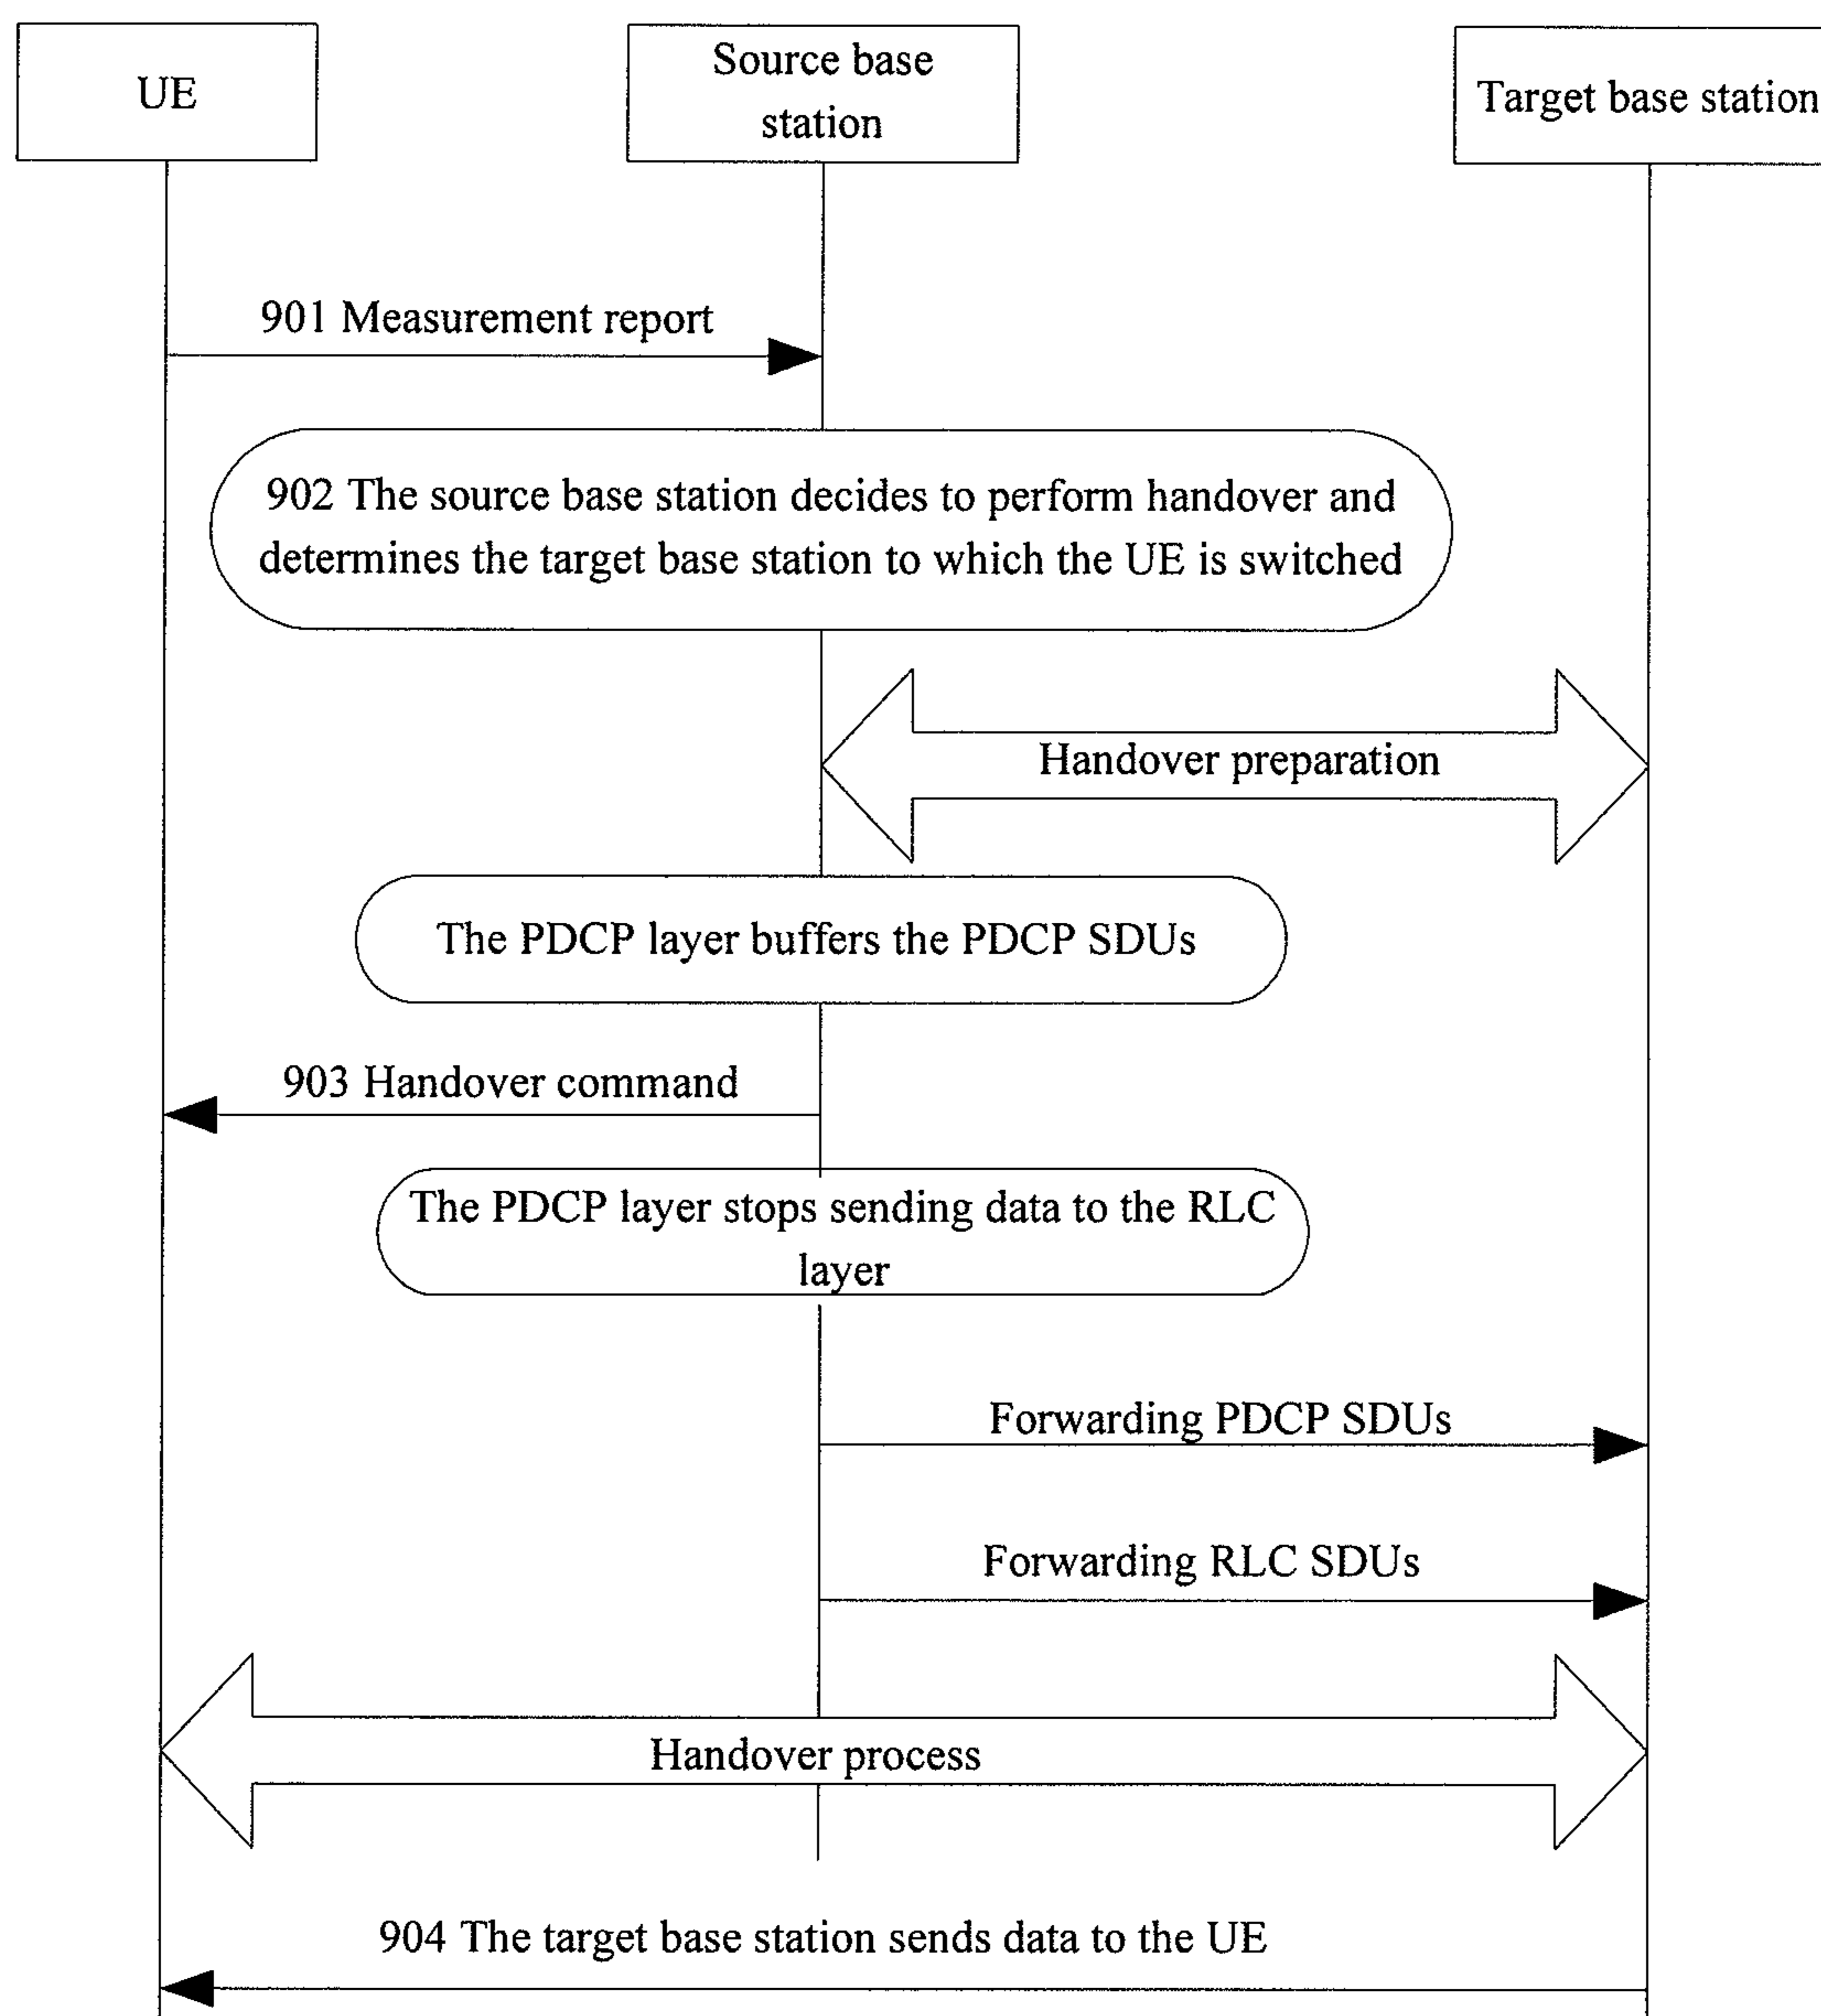 UE
Source base
station
Target base station
901 Measurement report
902 The source base station decides to perform handover and
determines the target base station to which the UE is switched
Handover preparation
The PDCP layer buffers the PDCP SDUs
903 Handover command
The PDCP layer stops sending data to the RLC
layer
Forwarding PDCP SDUs
Forwarding RLC SDUs
Handover process
904 The target base station sends data to the UE